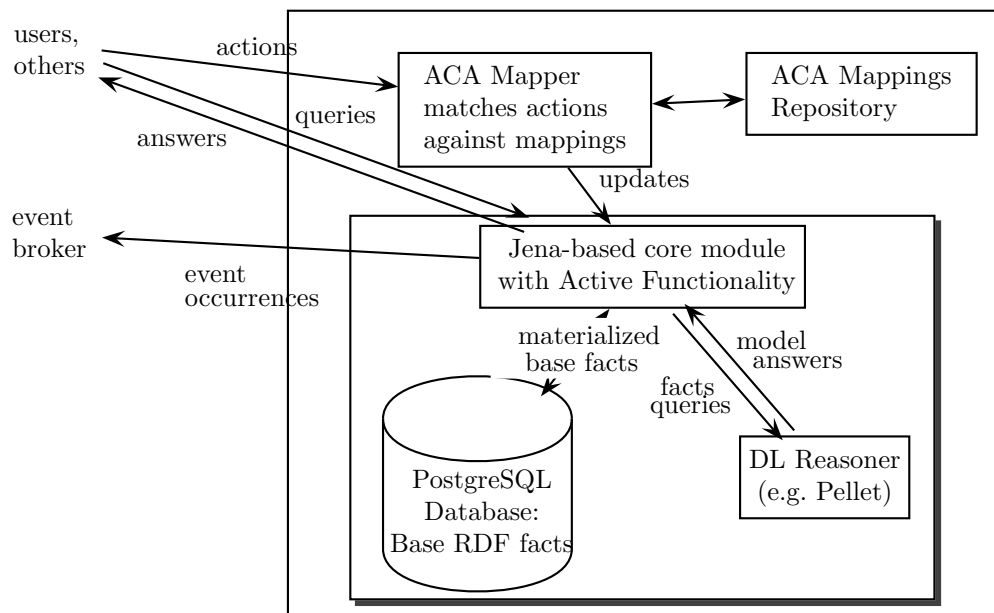 users,
others
actions
queries
answers
ACA Mapper
matches actions
against mappings
ACA Mappings
Repository
updates
event
broker
event
occurrences
Jena-based core module
with Active Functionality
materialized
base facts
model
answers
facts
queries
PostgreSQL
Database:
Base RDF facts
DL Reasoner
(e.g. Pellet)